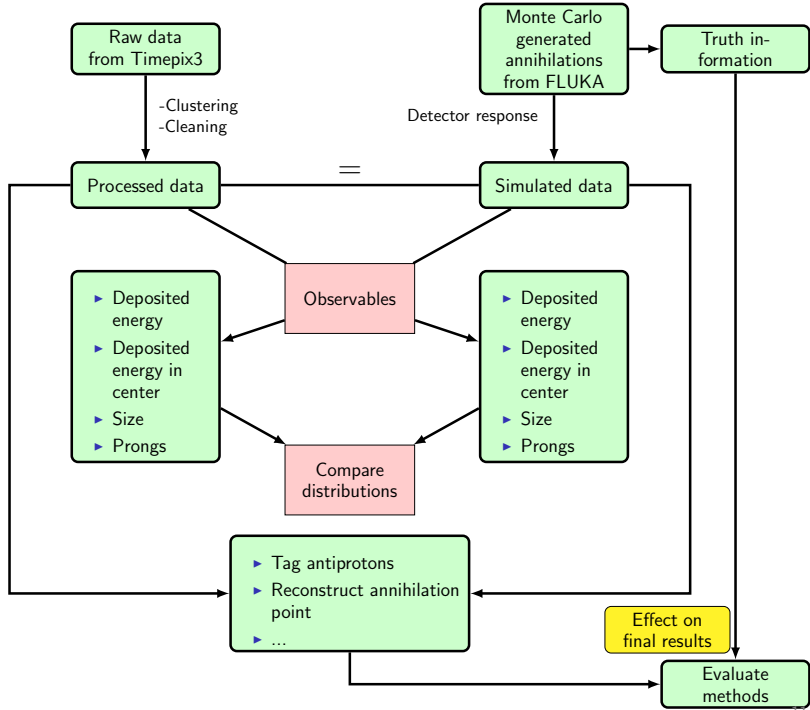 Raw data
from Timepix3
Monte Carlo
generated
annihilations
from FLUKA
Truth in-
formation
-Clustering
-Cleaning
Detector response
Processed data
=
Simulated data
Observables
Deposited
energy
Deposited
energy in
center
Size
Prongs
Deposited
energy
Deposited
energy in
center
Size
Prongs
Compare
distributions
Tag antiprotons
Reconstruct annihilation
point
...
Effect on
final results
Evaluate
methods